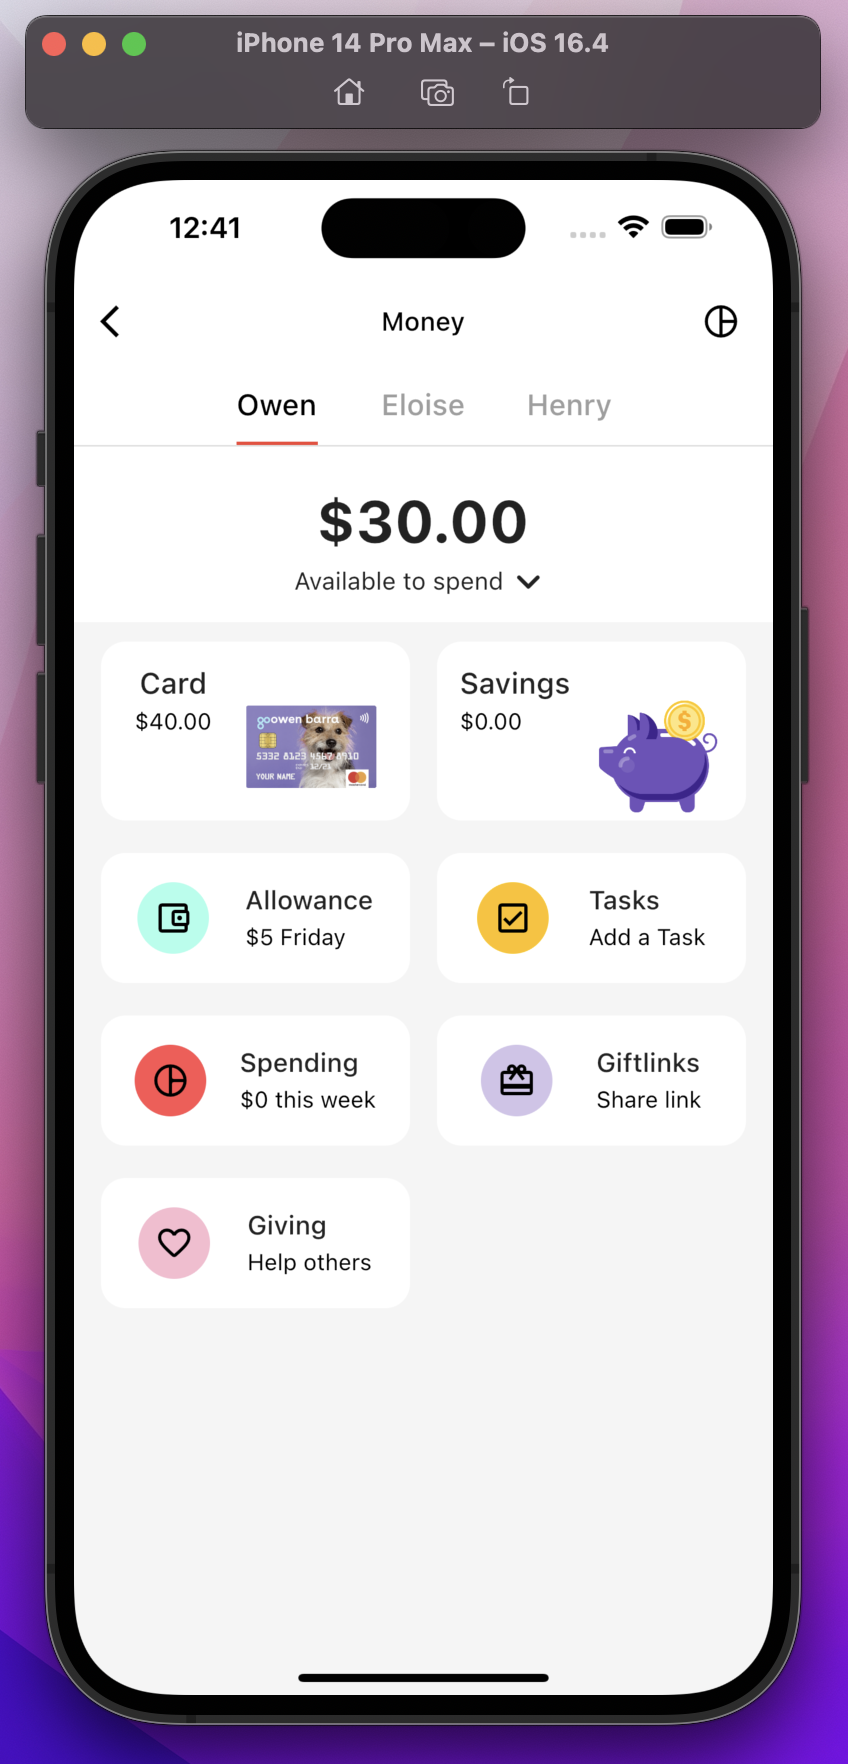 iPhone 14 Pro Max – iOS 16.4
12:41
Money
Owen Eloise Henry
$30.00
Available to spend
Card
$40.00
owen barra
5332 8123 4567 8910
12/21
YOUR NAME
Savings
$0.00
$
Allowance
$5 Friday
Tasks
Add a Task
Spending
$0 this week
Giftlinks
Share link
Giving
Help others